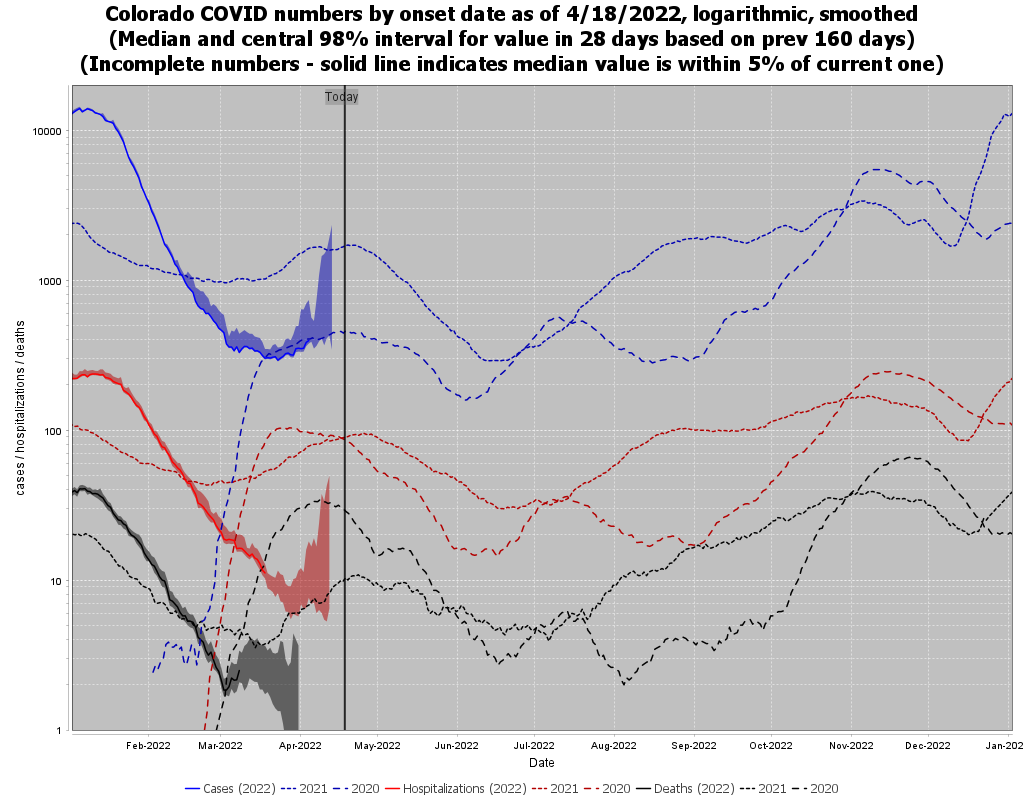 Colorado COVID numbers by onset date as of 4/18/2022, logarithmic, smoothed
(Median and central 98% interval for value in 28 days based on prev 160 days)
(Incomplete numbers - solid line indicates median value is within 5% of current one)
Today
10000
1000
100
10
1
cases / hospitalizations / deaths
Feb-2022 Mar-2022 Apr-2022 May-2022 Jun-2022 Jul-2022 Aug-2022 Sep-2022 Oct-2022 Nov-2022 Dec-2022 Jan-202
Date
Cases (2022) 2021 2020 Hospitalizations (2022) 2021 2020 Deaths (2022) 2021 2020